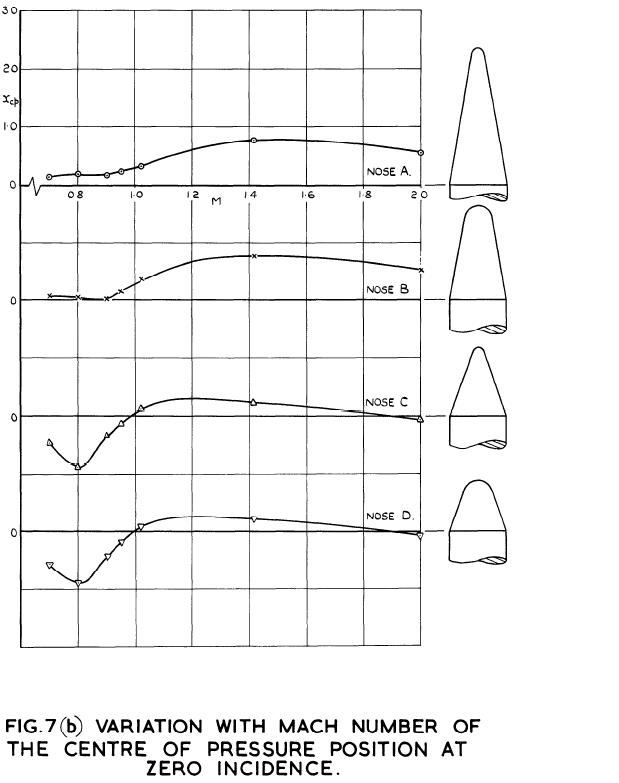 3·0
2·0
x̄cp
1·0
NOSE A.
0
0·8 1·0 1·2 M 1·4 1·6 1·8 2·0
NOSE B
0
NOSE C
0
NOSE D.
0
FIG.7(b) VARIATION WITH MACH NUMBER OF
THE CENTRE OF PRESSURE POSITION AT
ZERO INCIDENCE.